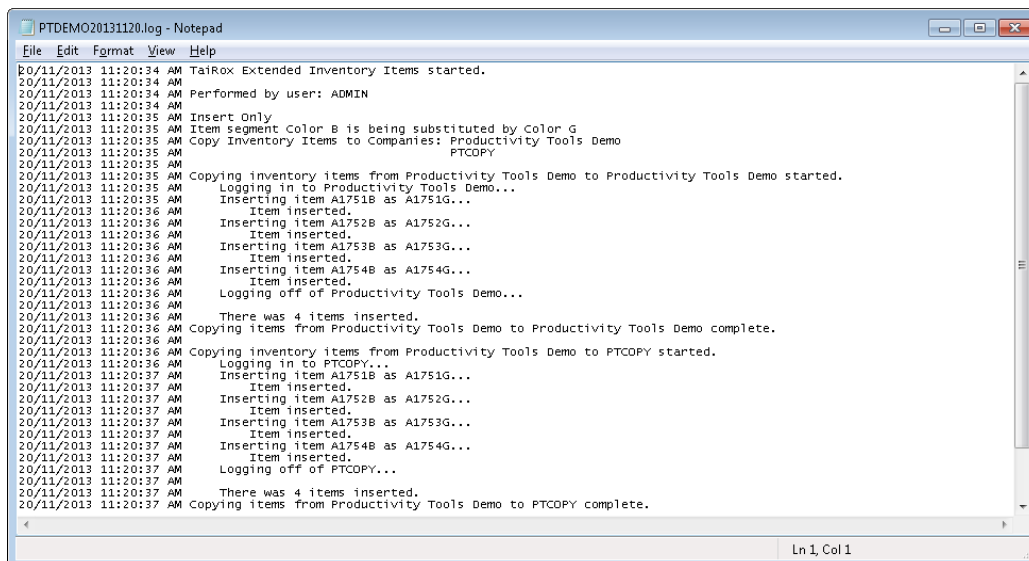 PTDEMO20131120.log - Notepad
File Edit Format View Help
20/11/2013 11:20:34 AM TaiRox Extended Inventory Items started.
20/11/2013 11:20:34 AM
20/11/2013 11:20:34 AM Performed by user: ADMIN
20/11/2013 11:20:34 AM
20/11/2013 11:20:35 AM Insert Only
20/11/2013 11:20:35 AM Item segment Color B is being substituted by Color G
20/11/2013 11:20:35 AM Copy Inventory Items to Companies: Productivity Tools Demo
20/11/2013 11:20:35 AM PTCOPY
20/11/2013 11:20:35 AM
20/11/2013 11:20:35 AM Copying inventory items from Productivity Tools Demo to Productivity Tools Demo started.
20/11/2013 11:20:35 AM Logging in to Productivity Tools Demo...
20/11/2013 11:20:35 AM Inserting item A1751B as A1751G...
20/11/2013 11:20:36 AM Item inserted.
20/11/2013 11:20:36 AM Inserting item A1752B as A1752G...
20/11/2013 11:20:36 AM Item inserted.
20/11/2013 11:20:36 AM Inserting item A1753B as A1753G...
20/11/2013 11:20:36 AM Item inserted.
20/11/2013 11:20:36 AM Inserting item A1754B as A1754G...
20/11/2013 11:20:36 AM Item inserted.
20/11/2013 11:20:36 AM Logging off of Productivity Tools Demo...
20/11/2013 11:20:36 AM
20/11/2013 11:20:36 AM There was 4 items inserted.
20/11/2013 11:20:36 AM Copying items from Productivity Tools Demo to Productivity Tools Demo complete.
20/11/2013 11:20:36 AM
20/11/2013 11:20:36 AM Copying inventory items from Productivity Tools Demo to PTCOPY started.
20/11/2013 11:20:36 AM Logging in to PTCOPY...
20/11/2013 11:20:37 AM Inserting item A1751B as A1751G...
20/11/2013 11:20:37 AM Item inserted.
20/11/2013 11:20:37 AM Inserting item A1752B as A1752G...
20/11/2013 11:20:37 AM Item inserted.
20/11/2013 11:20:37 AM Inserting item A1753B as A1753G...
20/11/2013 11:20:37 AM Item inserted.
20/11/2013 11:20:37 AM Inserting item A1754B as A1754G...
20/11/2013 11:20:37 AM Item inserted.
20/11/2013 11:20:37 AM Logging off of PTCOPY...
20/11/2013 11:20:37 AM
20/11/2013 11:20:37 AM There was 4 items inserted.
20/11/2013 11:20:37 AM Copying items from Productivity Tools Demo to PTCOPY complete.
Ln 1, Col 1